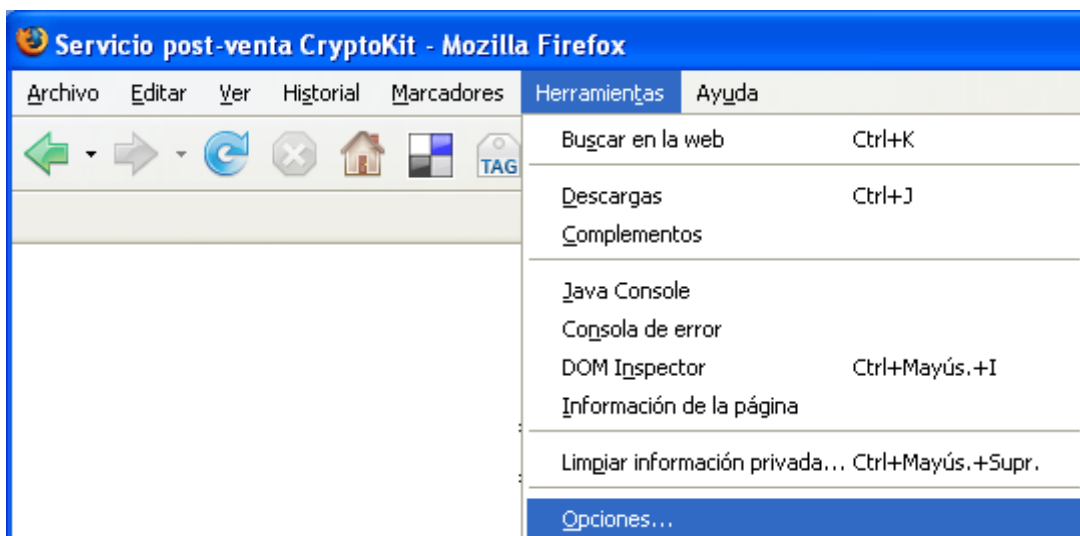 Servicio post-venta CryptoKit - Mozilla Firefox
Archivo Editar Ver Historial Marcadores Herramientas Ayuda
TAG
Buscar en la web Ctrl+K
Descargas Ctrl+J
Complementos
Java Console
Consola de error
DOM Inspector Ctrl+Mayús.+I
Información de la página
Limpiar información privada... Ctrl+Mayús.+Supr.
Opciones...